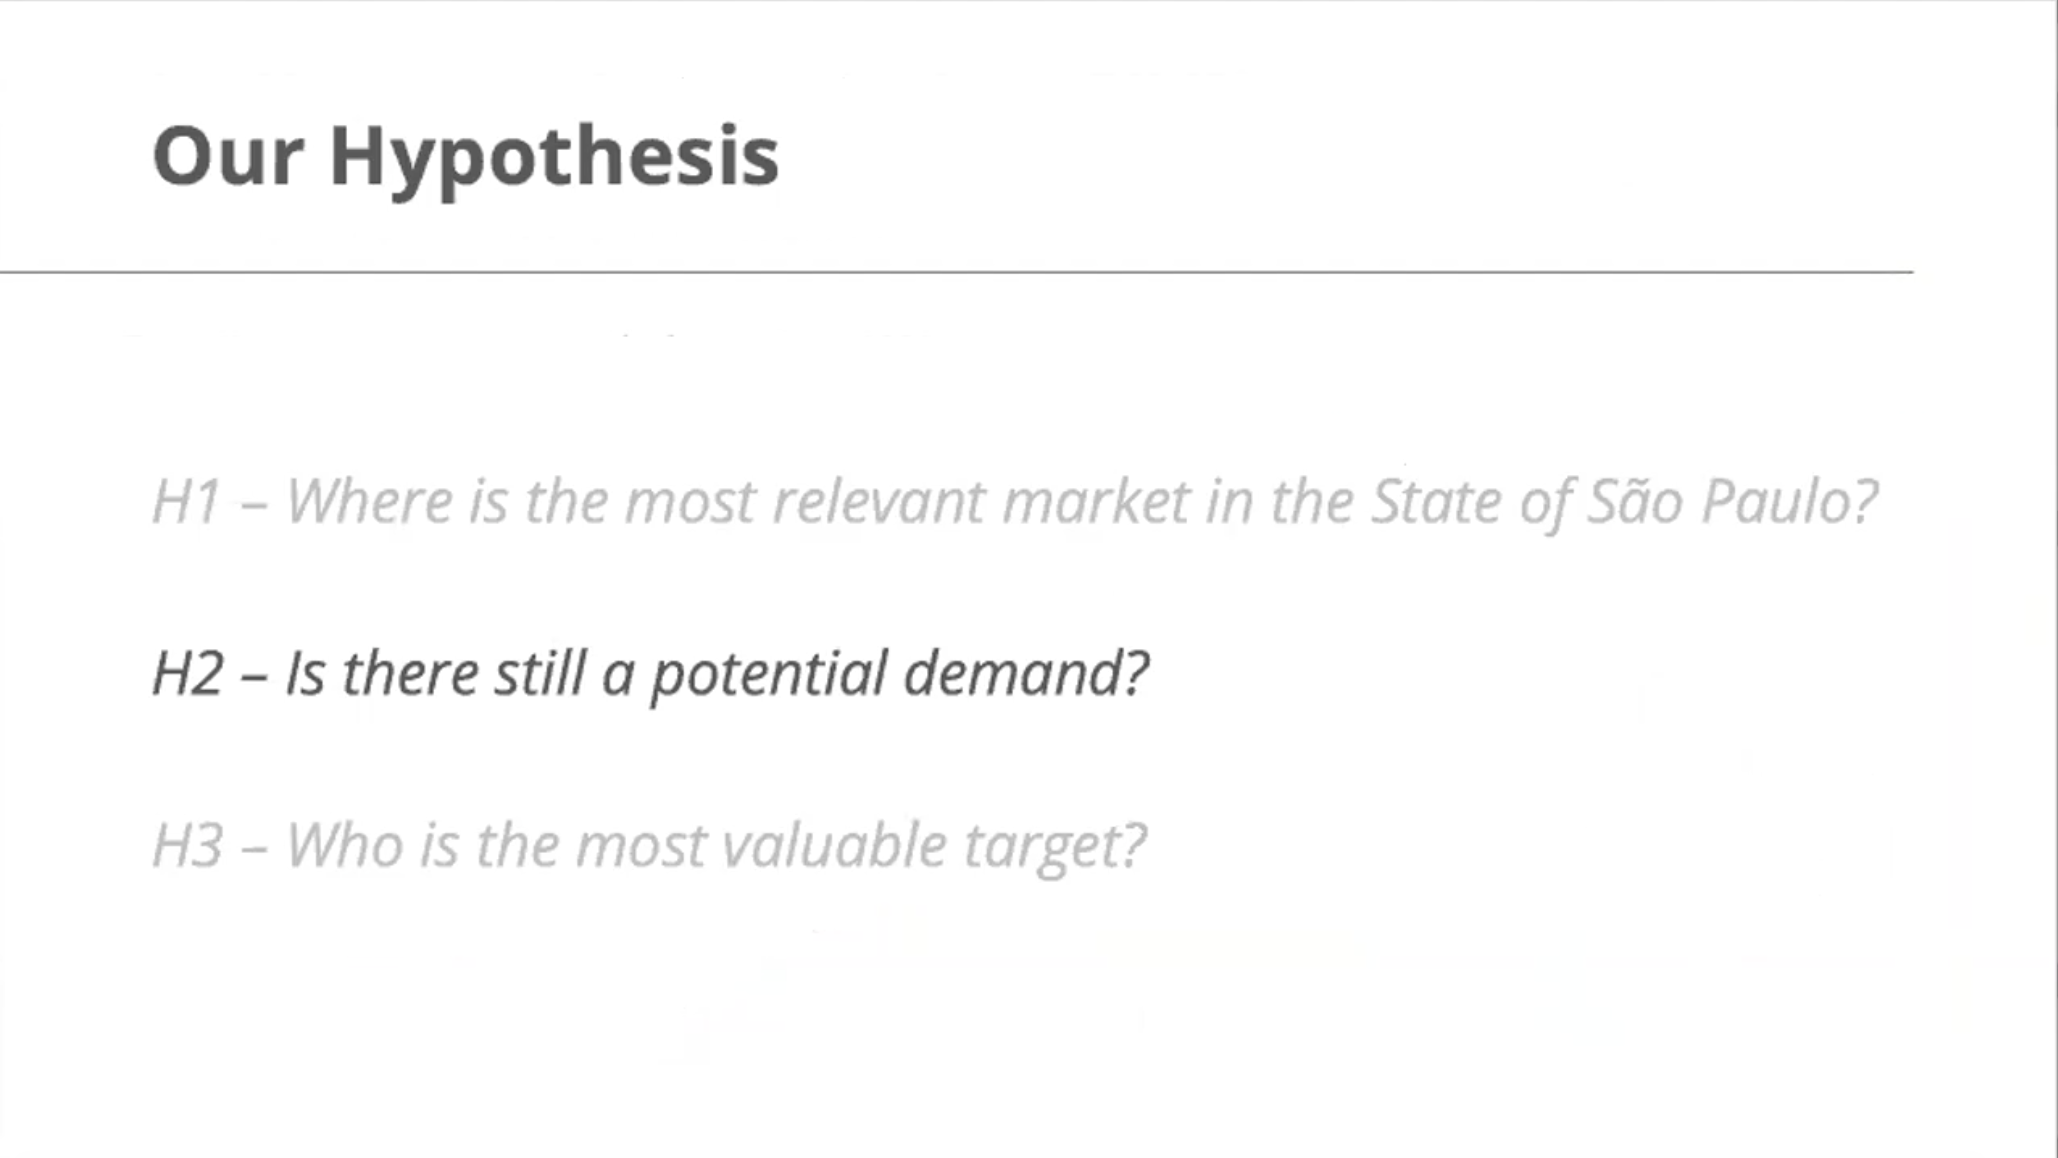 Our Hypothesis
H1 – Where is the most relevant market in the State of São Paulo?
H2 – Is there still a potential demand?
H3 – Who is the most valuable target?